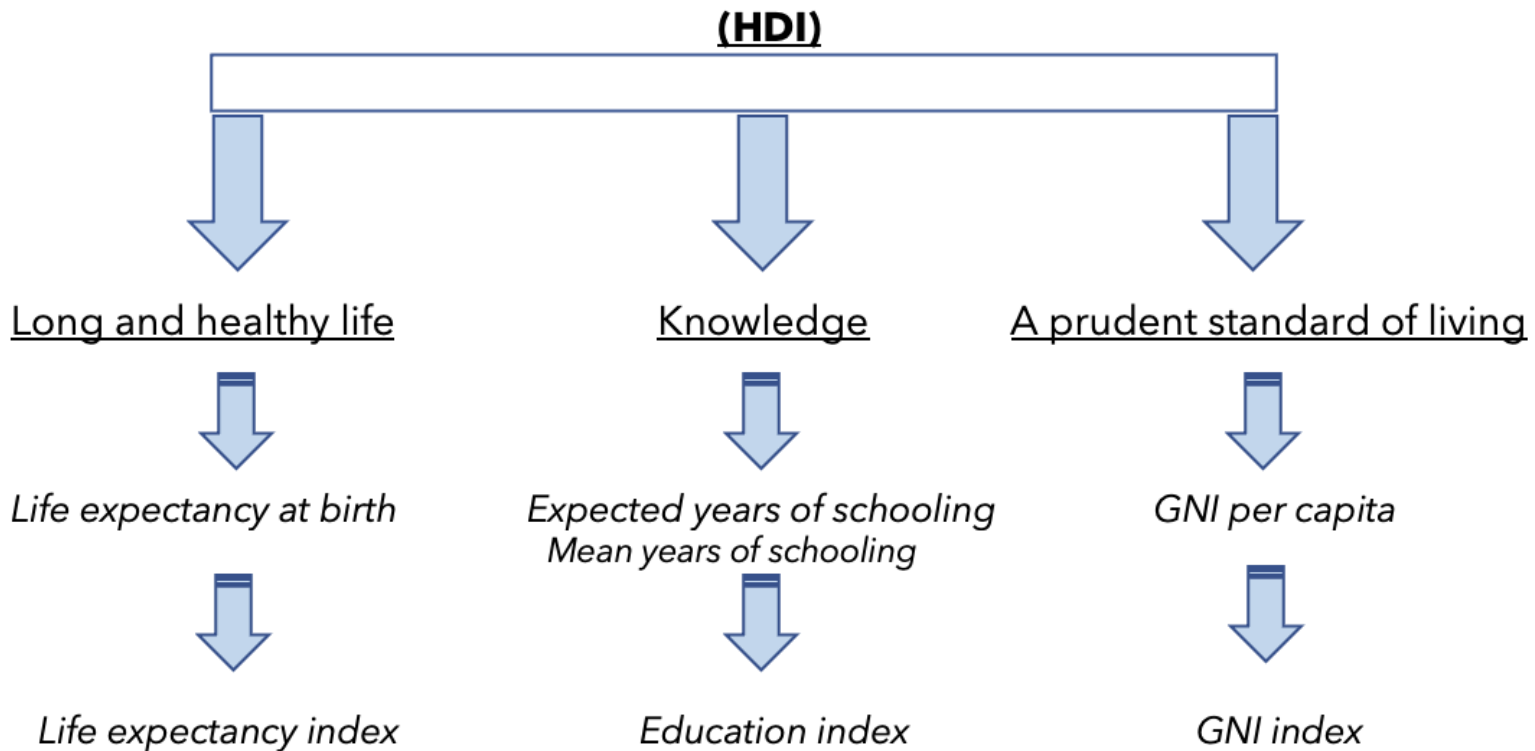 (HDI)
Long and healthy life
Knowledge
A prudent standard of living
Life expectancy at birth
Expected years of schooling
Mean years of schooling
GNI per capita
Life expectancy index
Education index
GNI index